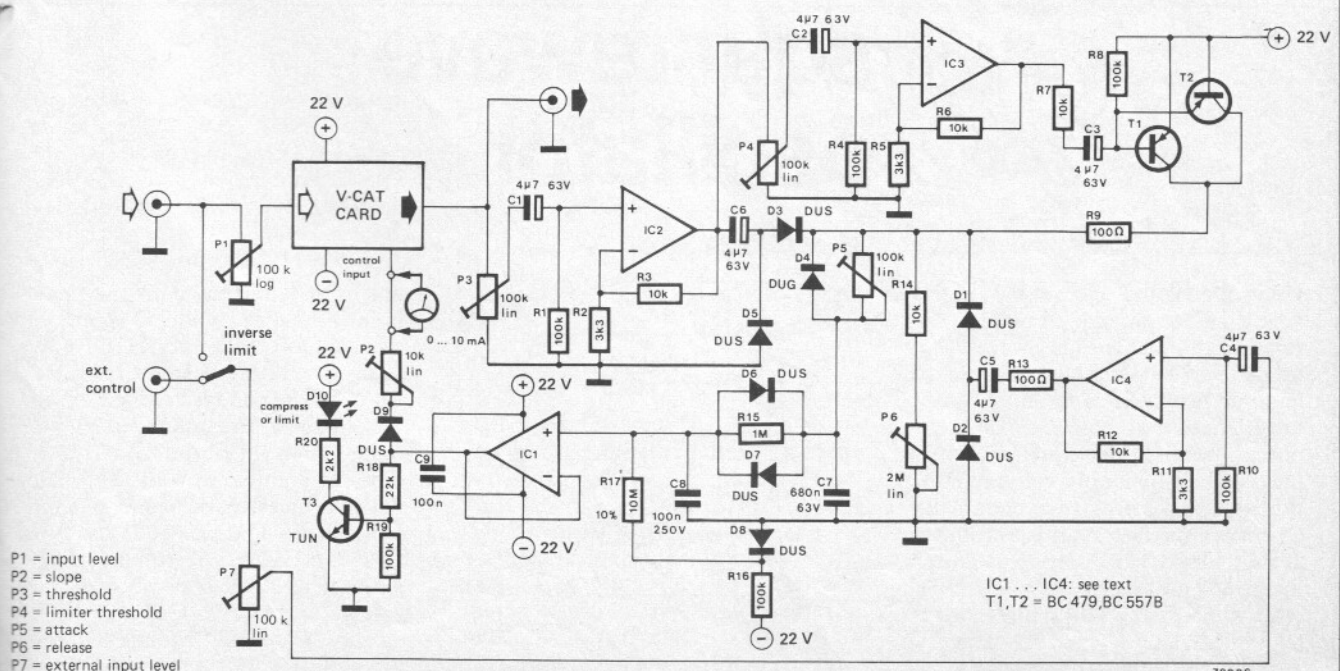 4µ7 63V
C2
22 V
R8
100k
T2
IC3
R7
10k
R6
10k
C3
4µ7
63V
T1
P4
100k
lin
R4
100k
R5
3k3
22 V
V-CAT
CARD
4µ7 63V
C1
IC2
C6
4µ7
63V
D3
DUS
R9
100Ω
P1
100 k
log
control
input
22 V
P3
100k
lin
R3
10k
R1
100k
R2
3k3
D4
DUG
P5
100k
lin
R14
10k
D1
DUS
D5
DUS
0 ... 10 mA
inverse
limit
ext.
control
22 V
P2
10k
lin
D10
compress
or limit
D9
DUS
22 V
D6
DUS
R15
1M
D7
DUS
C5
4µ7
63V
R13
100Ω
IC4
4µ7 63V
C4
P6
2M
lin
D2
DUS
R12
10k
R11
3k3
R10
100k
R20
2k2
R18
22k
C9
100n
IC1
R17
10M
10%
C8
100n
250V
C7
680n
63V
T3
TUN
R19
100k
22 V
D8
DUS
R16
100k
22 V
P7
100 k
lin
IC1 . . . IC4: see text
T1,T2 = BC 479,BC 557B
P1 = input level
P2 = slope
P3 = threshold
P4 = limiter threshold
P5 = attack
P6 = release
P7 = external input level